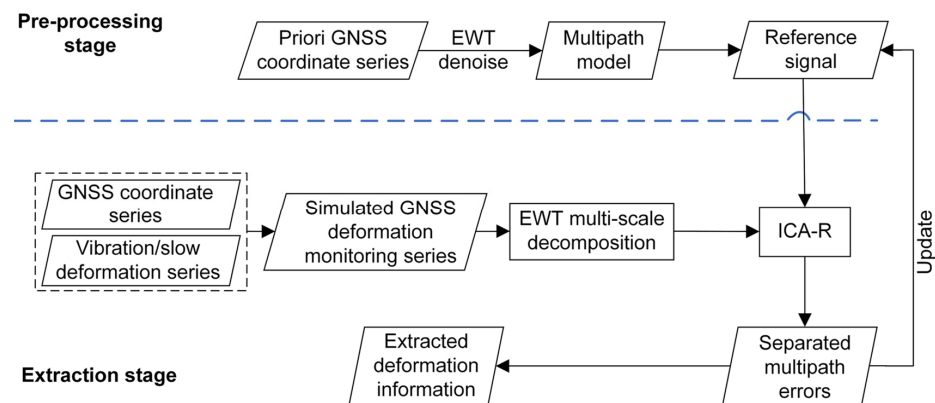 Pre-processing
stage
Priori GNSS
coordinate series
EWT
denoise
Multipath
model
Reference
signal
GNSS coordinate
series
Vibration/slow
deformation series
Simulated GNSS
deformation
monitoring series
EWT multi-scale
decomposition
ICA-R
Update
Extraction stage
Extracted
deformation
information
Separated
multipath
errors